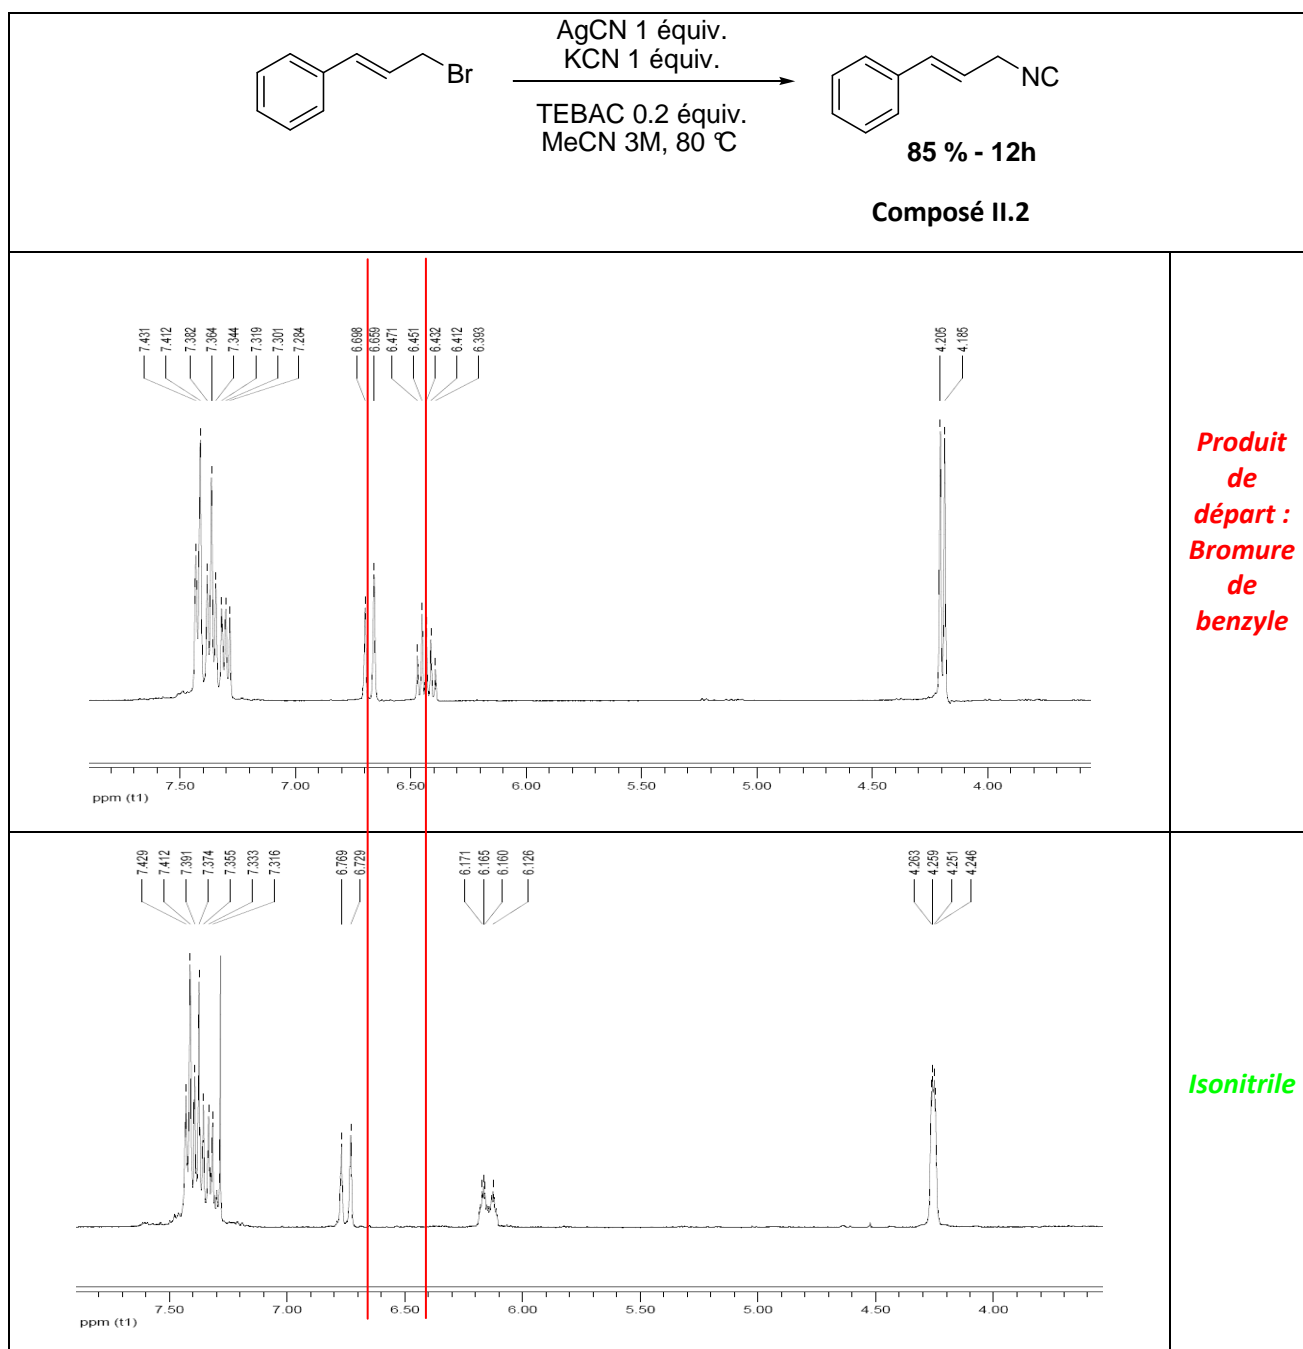 AgCN 1 équiv.
KCN 1 équiv.
Br
NC
TEBAC 0.2 équiv.
MeCN 3M, 80 °C
85 % - 12h
Composé II.2
7.431
7.412
7.382
7.364
7.344
7.319
7.301
7.284
6.698
6.659
6.471
6.451
6.432
6.412
6.393
4.205
4.185
7.50
7.00
6.50
6.00
5.50
5.00
4.50
4.00
ppm (t1)
Produit
de
départ :
Bromure
de
benzyle
7.429
7.412
7.391
7.374
7.355
7.333
7.316
6.769
6.729
6.171
6.165
6.160
6.126
4.263
4.259
4.251
4.246
7.50
7.00
6.50
6.00
5.50
5.00
4.50
4.00
ppm (t1)
Isonitrile